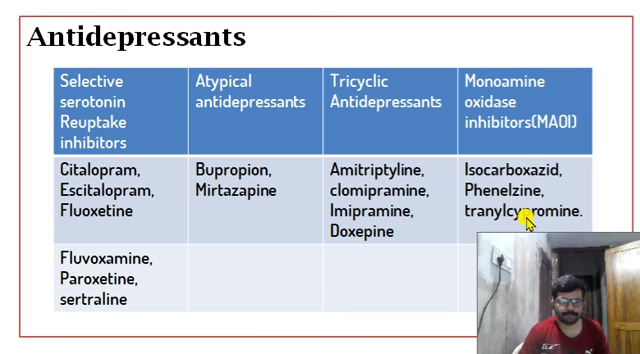 Antidepressants
Selective
serotonin
Reuptake
inhibitors
Atypical
antidepressants
Tricyclic
Antidepressants
Monoamine
oxidase
inhibitors(MAOI)
Citalopram,
Escitalopram,
Fluoxetine
Bupropion,
Mirtazapine
Amitriptyline,
clomipramine,
Imipramine,
Doxepine
Isocarboxazid,
Phenelzine,
tranylcypromine.
Fluvoxamine,
Paroxetine,
sertraline